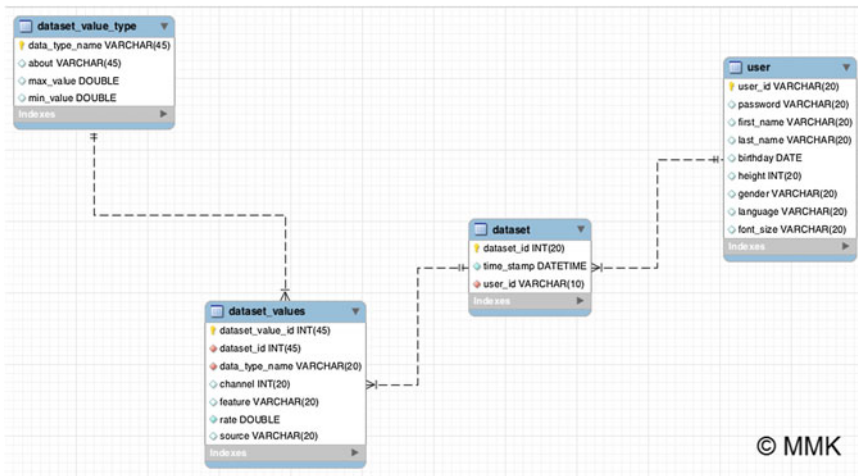 dataset_value_type
data_type_name VARCHAR(45)
about VARCHAR(45)
max_value DOUBLE
min_value DOUBLE
Indexes
user
user_id VARCHAR(20)
password VARCHAR(20)
first_name VARCHAR(20)
last_name VARCHAR(20)
birthday DATE
height INT(20)
gender VARCHAR(20)
language VARCHAR(20)
font_size VARCHAR(20)
Indexes
dataset
dataset_id INT(20)
time_stamp DATETIME
user_id VARCHAR(10)
Indexes
dataset_values
dataset_value_id INT(45)
dataset_id INT(45)
data_type_name VARCHAR(20)
channel INT(20)
feature VARCHAR(20)
rate DOUBLE
source VARCHAR(20)
Indexes
© MMK